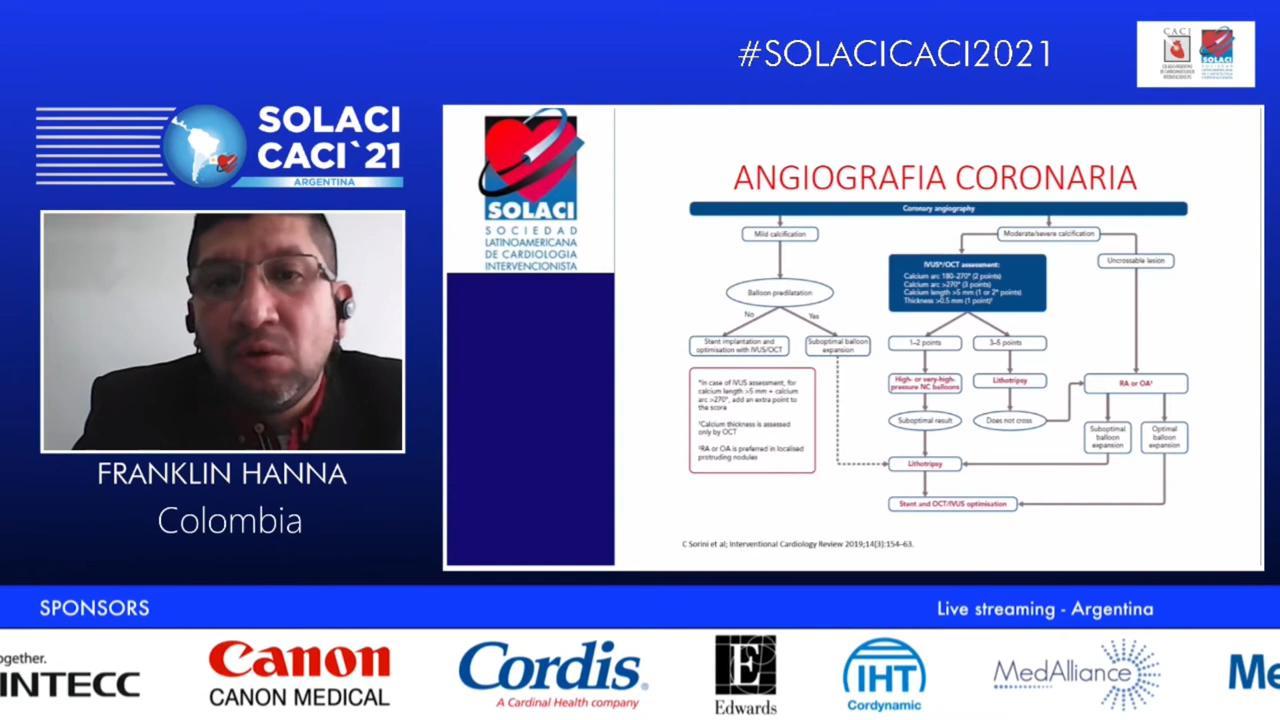 #SOLACICACI2021
CACI
SOLACI
SOLACI
CACI`21
ARGENTINA
FRANKLIN HANNA
Colombia
SOLACI
SOCIEDAD
LATINOAMERICANA
DE CARDIOLOGIA
INTERVENCIONISTA
ANGIOGRAFIA CORONARIA
Coronary angiography
Mild calcification
Moderate/severe calcification
Uncrossable lesion
IVUS*/OCT assessment:
Calcium arc 180–270° (2 points)
Calcium arc >270° (3 points)
Calcium length >5 mm (1 or 2* points)
Thickness >0.5 mm (1 point)†
Balloon predilatation
No
Yes
Stent implantation and
optimisation with IVUS/OCT
Suboptimal balloon
expansion
1–2 points
3–5 points
High- or very-high-
pressure NC balloons
Lithotripsy
RA or OA‡
Suboptimal result
Does not cross
Suboptimal
balloon
expansion
Optimal
balloon
expansion
Lithotripsy
Stent and OCT/IVUS optimisation
*In case of IVUS assessment, for
calcium length >5 mm + calcium
arc >270°, add an extra point to
the score
†Calcium thickness is assessed
only by OCT
‡RA or OA is preferred in localised
protruding nodules
C Sorini et al; Interventional Cardiology Review 2019;14(3):154–63.
SPONSORS
Live streaming - Argentina
ogether.
INTECC
Canon
CANON MEDICAL
Cordis®
A Cardinal Health company
Edwards
IHT
Cordynamic
MedAlliance
Me